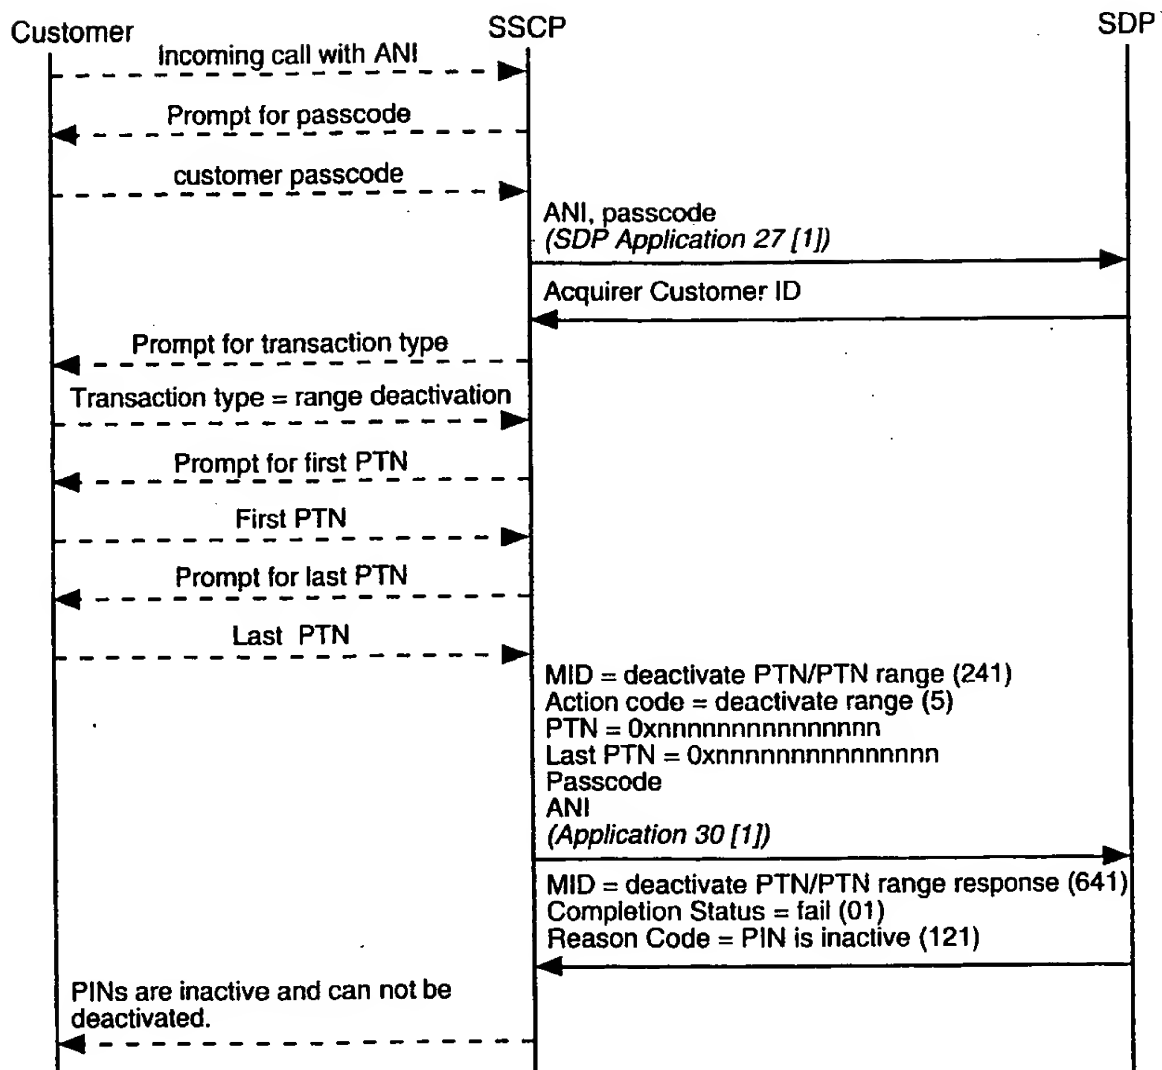 Customer
SSCP
SDP
Incoming call with ANI
Prompt for passcode
customer passcode
ANI, passcode
(SDP Application 27 [1])
Acquirer Customer ID
Prompt for transaction type
Transaction type = range deactivation
Prompt for first PTN
First PTN
Prompt for last PTN
Last PTN
MID = deactivate PTN/PTN range (241)
Action code = deactivate range (5)
PTN = 0xnnnnnnnnnnnnnnnn
Last PTN = 0xnnnnnnnnnnnnnnnn
Passcode
ANI
(Application 30 [1])
MID = deactivate PTN/PTN range response (641)
Completion Status = fail (01)
Reason Code = PIN is inactive (121)
PINs are inactive and can not be
deactivated.